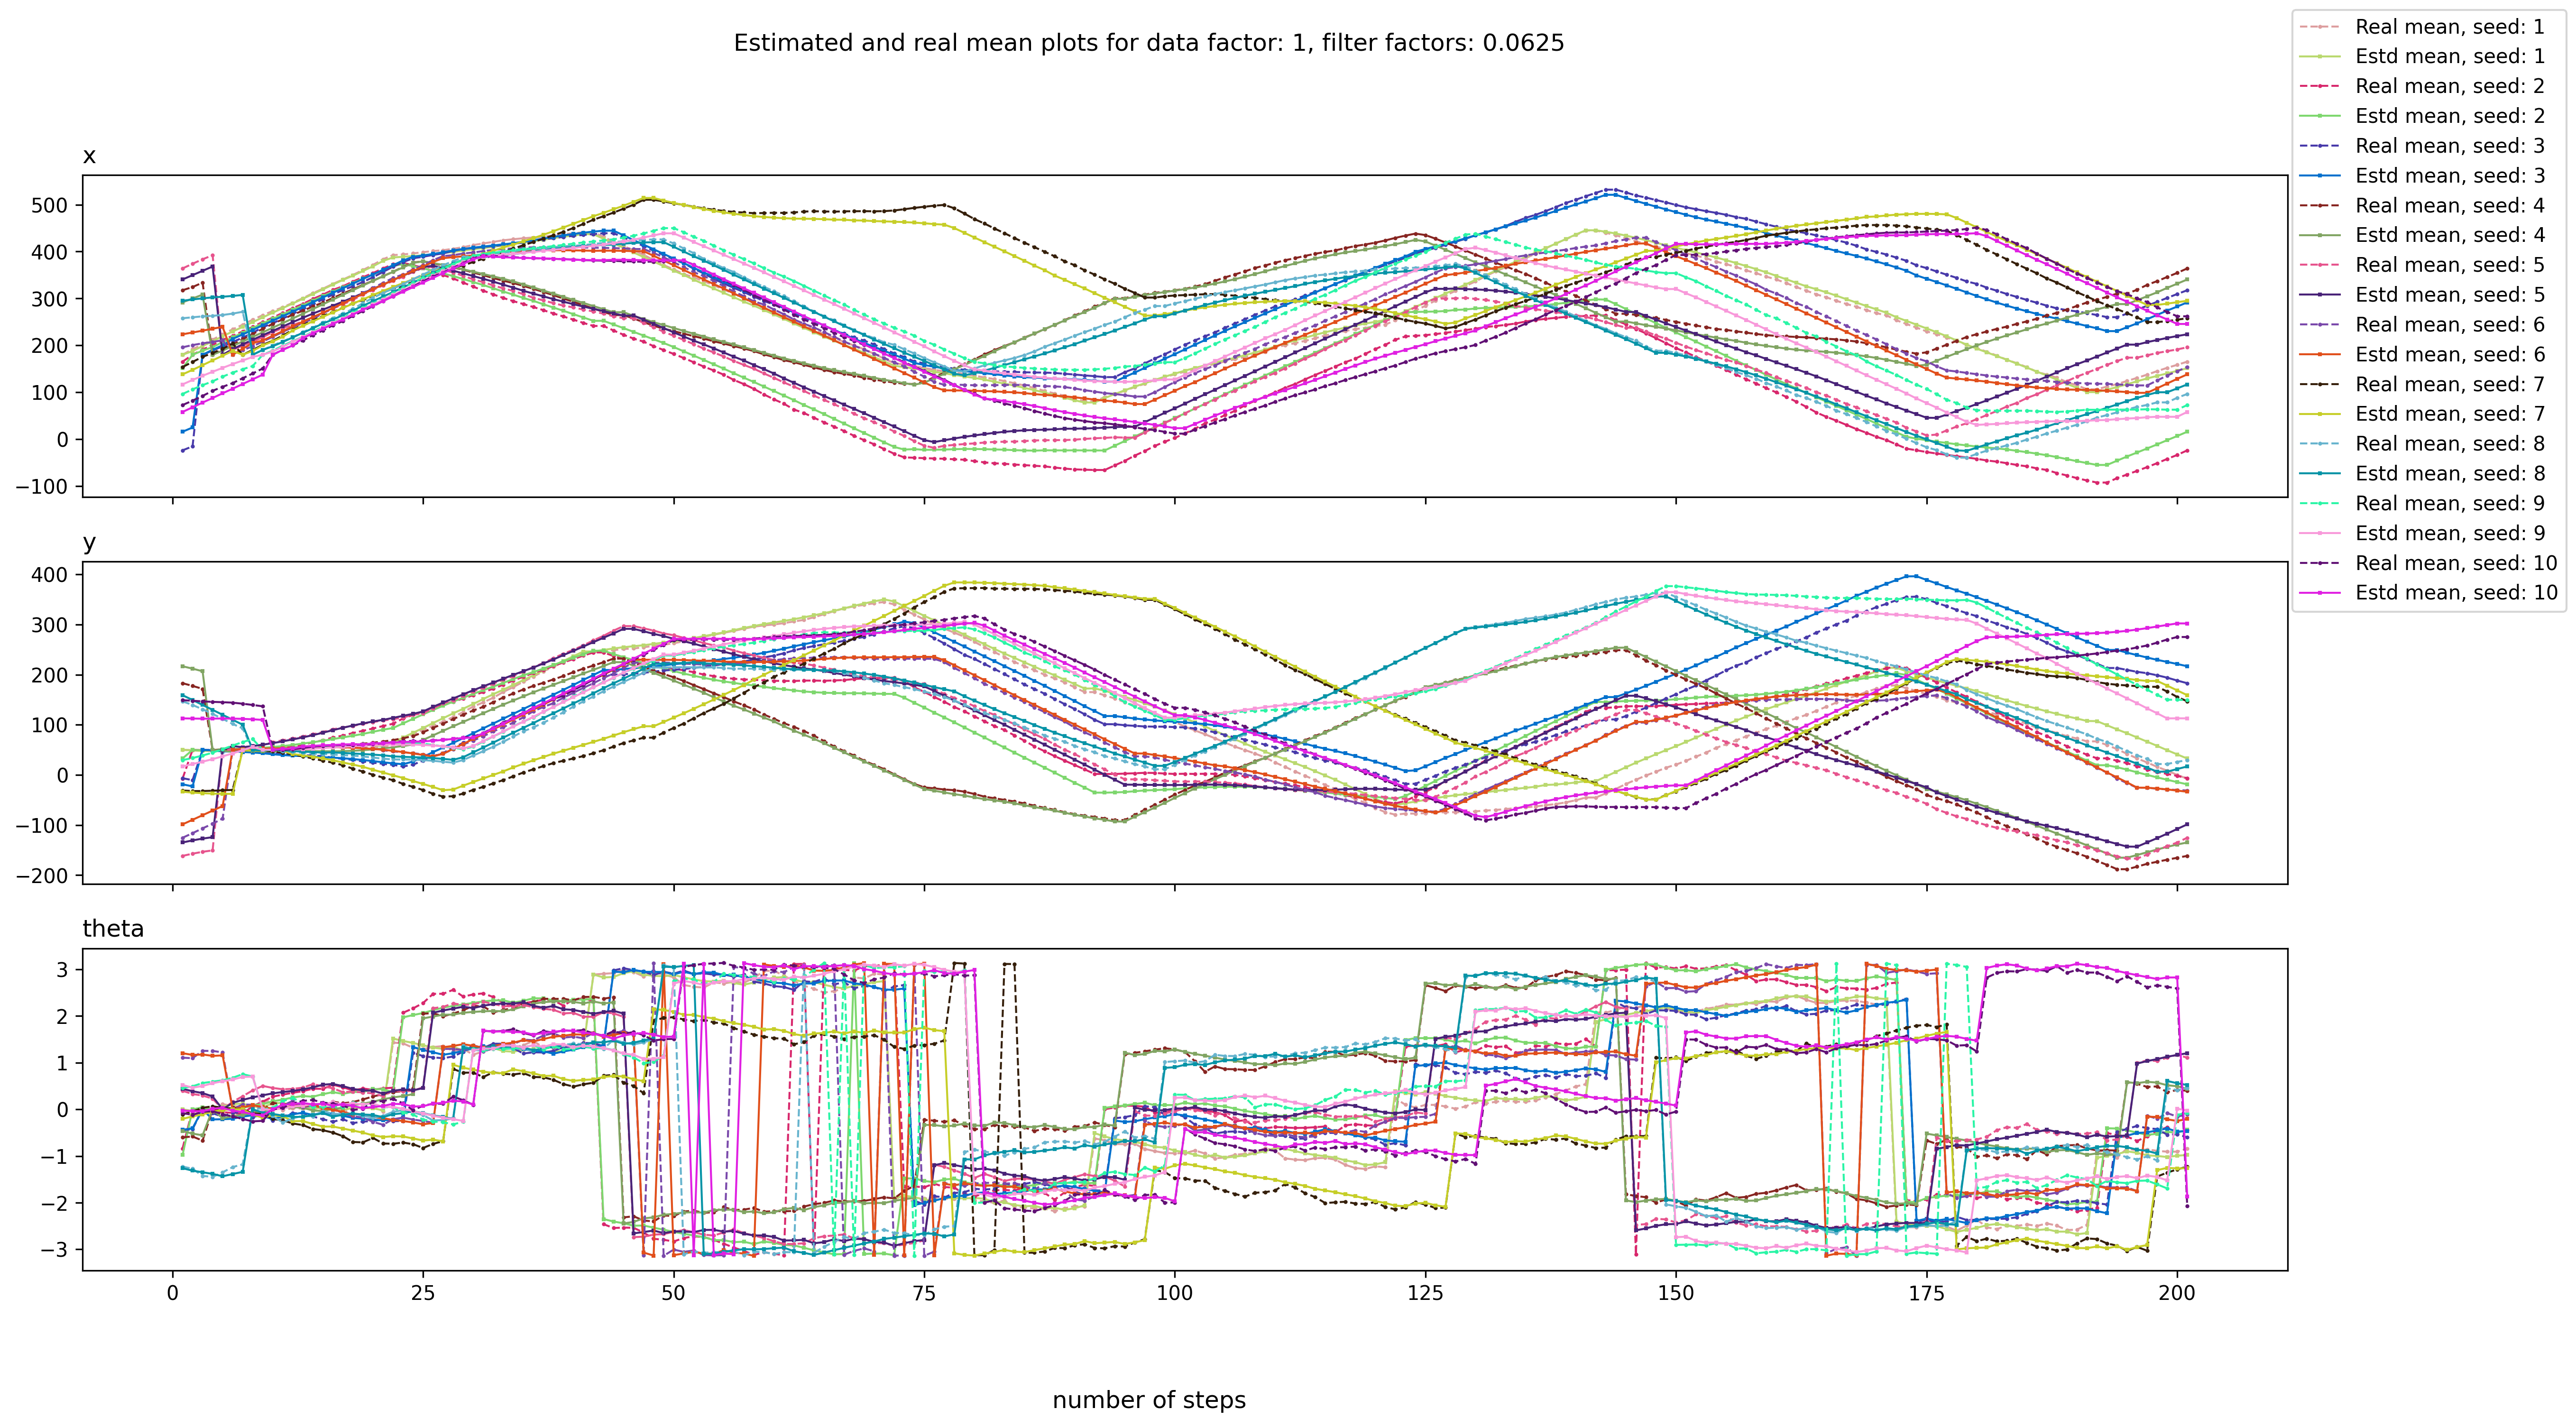 Estimated and real mean plots for data factor: 1, filter factors: 0.0625
Real mean, seed: 1
Estd mean, seed: 1
Real mean, seed: 2
Estd mean, seed: 2
Real mean, seed: 3
Estd mean, seed: 3
Real mean, seed: 4
Estd mean, seed: 4
Real mean, seed: 5
Estd mean, seed: 5
Real mean, seed: 6
Estd mean, seed: 6
Real mean, seed: 7
Estd mean, seed: 7
Real mean, seed: 8
Estd mean, seed: 8
Real mean, seed: 9
Estd mean, seed: 9
Real mean, seed: 10
Estd mean, seed: 10
x
500
400
300
200
100
0
−100
y
400
300
200
100
0
−100
−200
theta
3
2
1
0
−1
−2
−3
0 25 50 75 100 125 150 175 200
number of steps